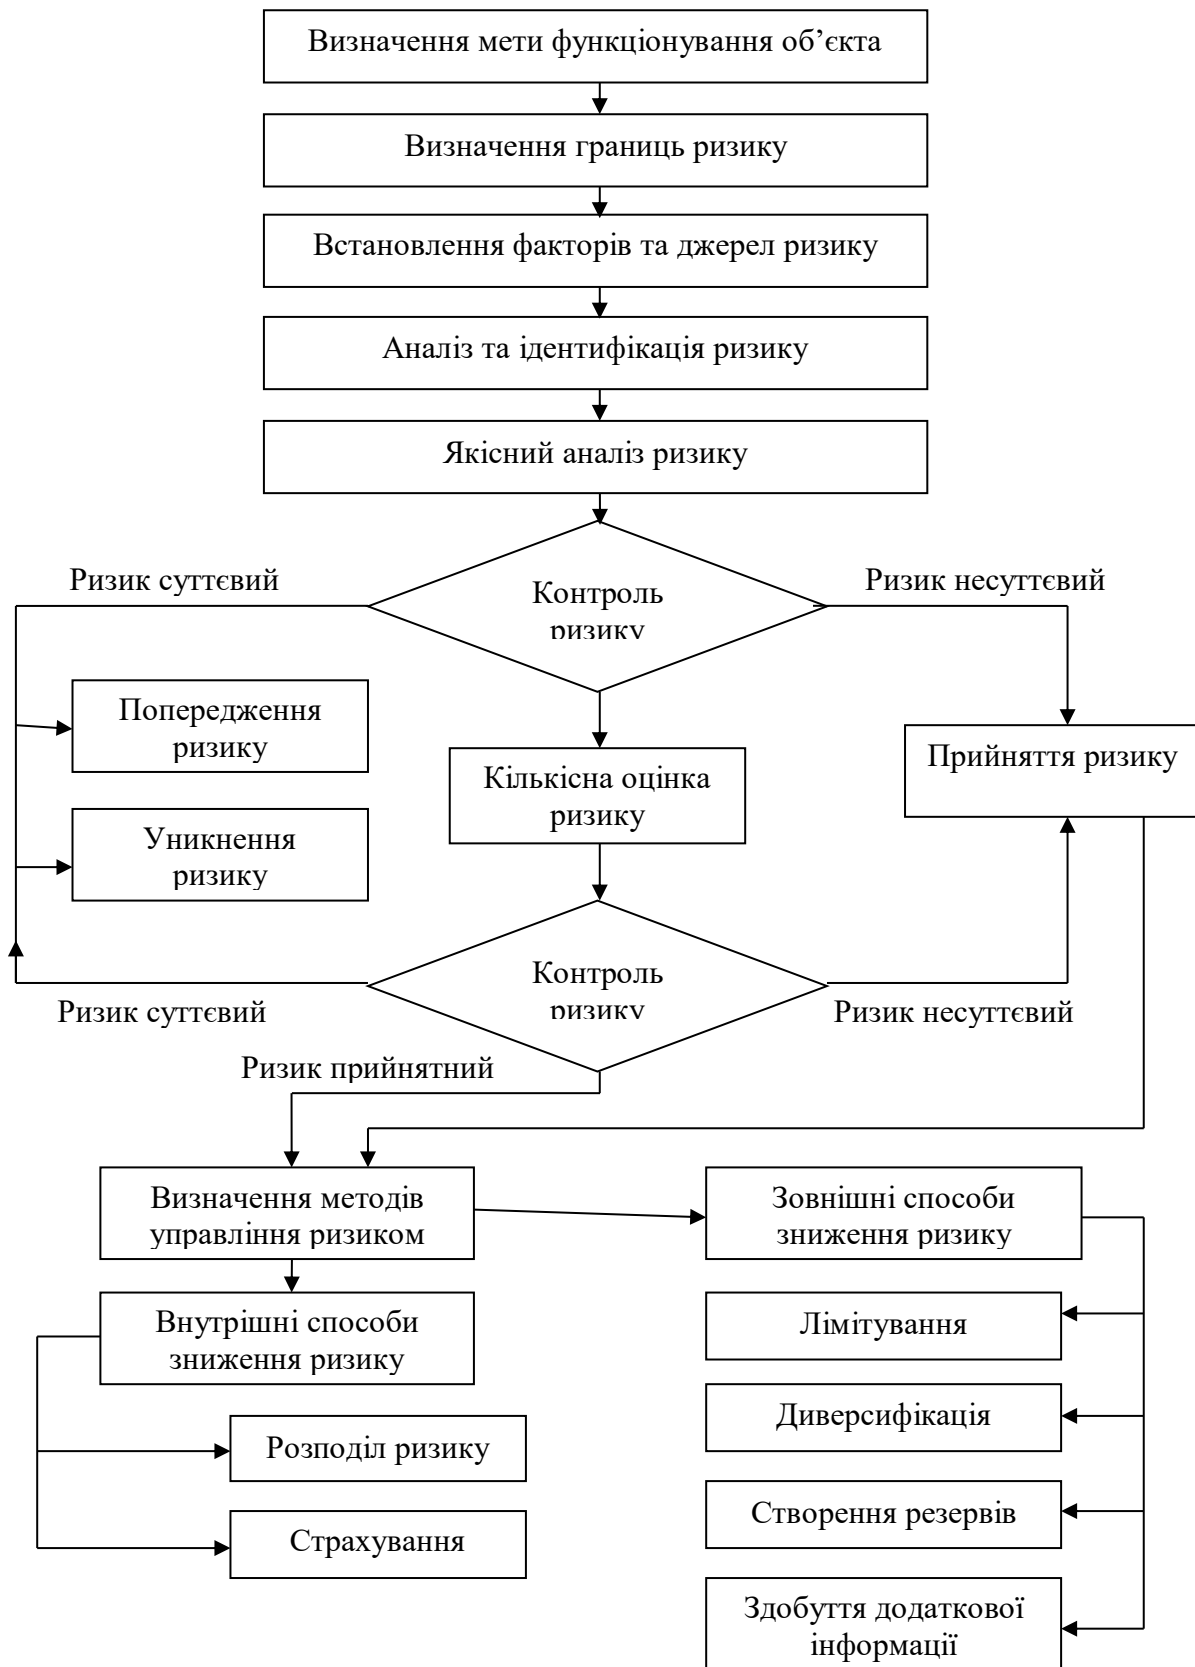 Визначення мети функціонування об’єкта
Визначення границь ризику
Встановлення факторів та джерел ризику
Аналіз та ідентифікація ризику
Якісний аналіз ризику
Ризик суттєвий
Контроль
ризику
Ризик несуттєвий
Попередження
ризику
Кількісна оцінка
ризику
Прийняття ризику
Уникнення
ризику
Контроль
ризику
Ризик суттєвий
Ризик несуттєвий
Ризик прийнятний
Визначення методів
управління ризиком
Зовнішні способи
зниження ризику
Внутрішні способи
зниження ризику
Лімітування
Диверсифікація
Розподіл ризику
Створення резервів
Страхування
Здобуття додаткової
інформації